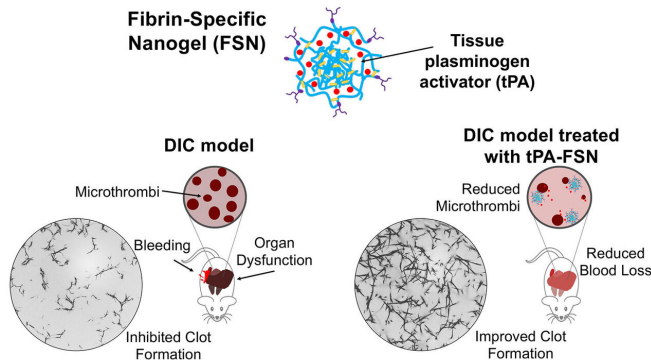 Fibrin-Specific
Nanogel (FSN)
Tissue
plasminogen
activator (tPA)
DIC model
Microthrombi
Bleeding
Organ
Dysfunction
Inhibited Clot
Formation
DIC model treated
with tPA-FSN
Reduced
Microthrombi
Reduced
Blood Loss
Improved Clot
Formation